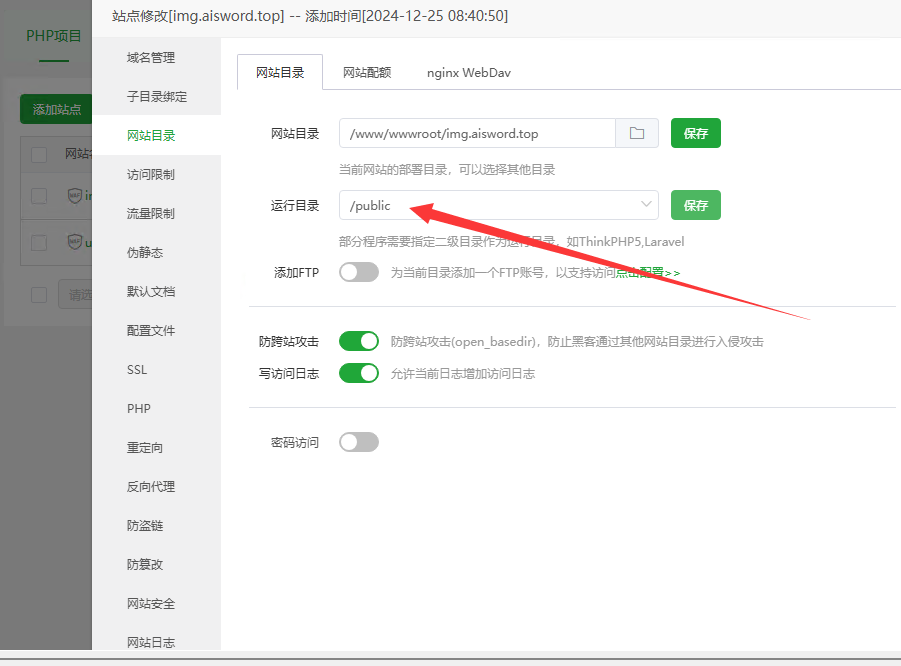 站点修改[img.aisword.top] -- 添加时间[2024-12-25 08:40:50]
PHP项目
添加站点
网站
域名管理
子目录绑定
网站目录
访问限制
流量限制
伪静态
默认文档
配置文件
SSL
PHP
重定向
反向代理
防盗链
防篡改
网站安全
网站日志
网站目录 网站配额 nginx WebDav
网站目录 /www/wwwroot/img.aisword.top 保存
当前网站的部署目录，可以选择其他目录
运行目录 /public 保存
部分程序需要指定二级目录作为运行目录，如ThinkPHP5,Laravel
添加FTP 为当前目录添加一个FTP账号，以支持访问点击配置>>
防跨站攻击 防跨站攻击(open_basedir)，防止黑客通过其他网站目录进行入侵攻击
写访问日志 允许当前日志增加访问日志
密码访问